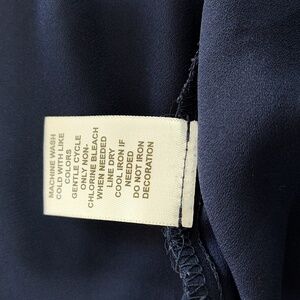 MACHINE WASH
COLD WITH LIKE
COLORS
GENTLE CYCLE
ONLY NON-
CHLORINE BLEACH
WHEN NEEDED
LINE DRY
COOL IRON IF
NEEDED
DO NOT IRON
DECORATION